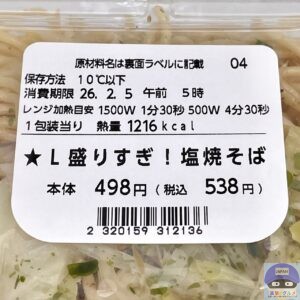 原材料名は裏面ラベルに記載 04
保存方法 10℃以下
消費期限 26. 2. 5 午前 5時
レンジ加熱目安 1500W 1分30秒 500W 4分30秒
1包装当り 熱量 1216kcal
★L盛りすぎ!塩焼そば
本体 498円(税込 538円)
2 320159 312136